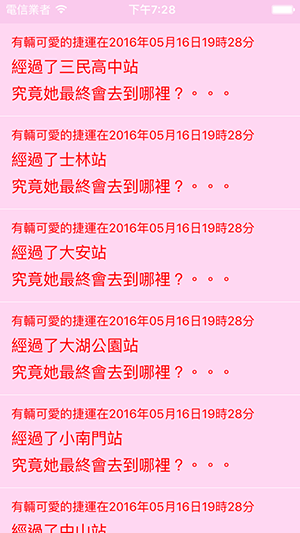 電信業者 下午7:28
有輛可愛的捷運在2016年05月16日19時28分
經過了三民高中站
究竟她最終會去到哪裡？。。。
有輛可愛的捷運在2016年05月16日19時28分
經過了士林站
究竟她最終會去到哪裡？。。。
有輛可愛的捷運在2016年05月16日19時28分
經過了大安站
究竟她最終會去到哪裡？。。。
有輛可愛的捷運在2016年05月16日19時28分
經過了大湖公園站
究竟她最終會去到哪裡？。。。
有輛可愛的捷運在2016年05月16日19時28分
經過了小南門站
究竟她最終會去到哪裡？。。。
有輛可愛的捷運在2016年05月16日19時28分
經過了中山站